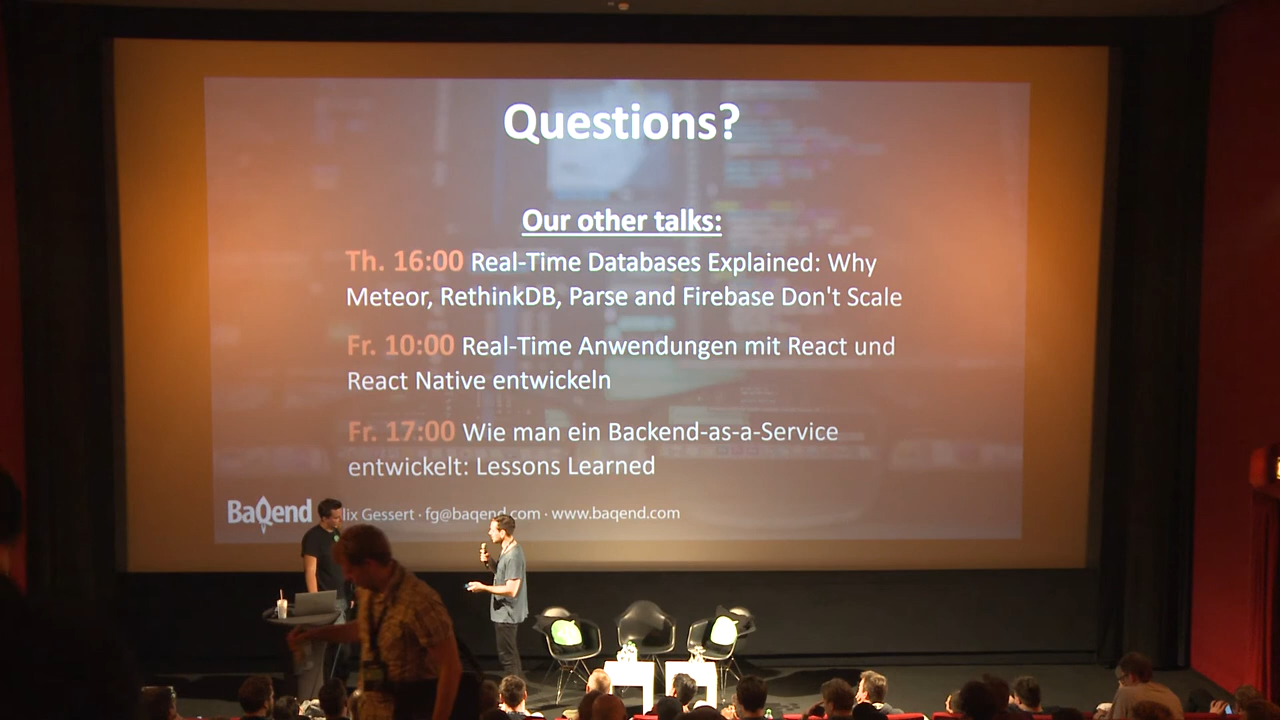 Questions?
Our other talks:
Th. 16:00 Real-Time Databases Explained: Why
Meteor, RethinkDB, Parse and Firebase Don't Scale
Fr. 10:00 Real-Time Anwendungen mit React und
React Native entwickeln
Fr. 17:00 Wie man ein Backend-as-a-Service
entwickelt: Lessons Learned
BaQend lix Gessert · fg@baqend.com · www.baqend.com